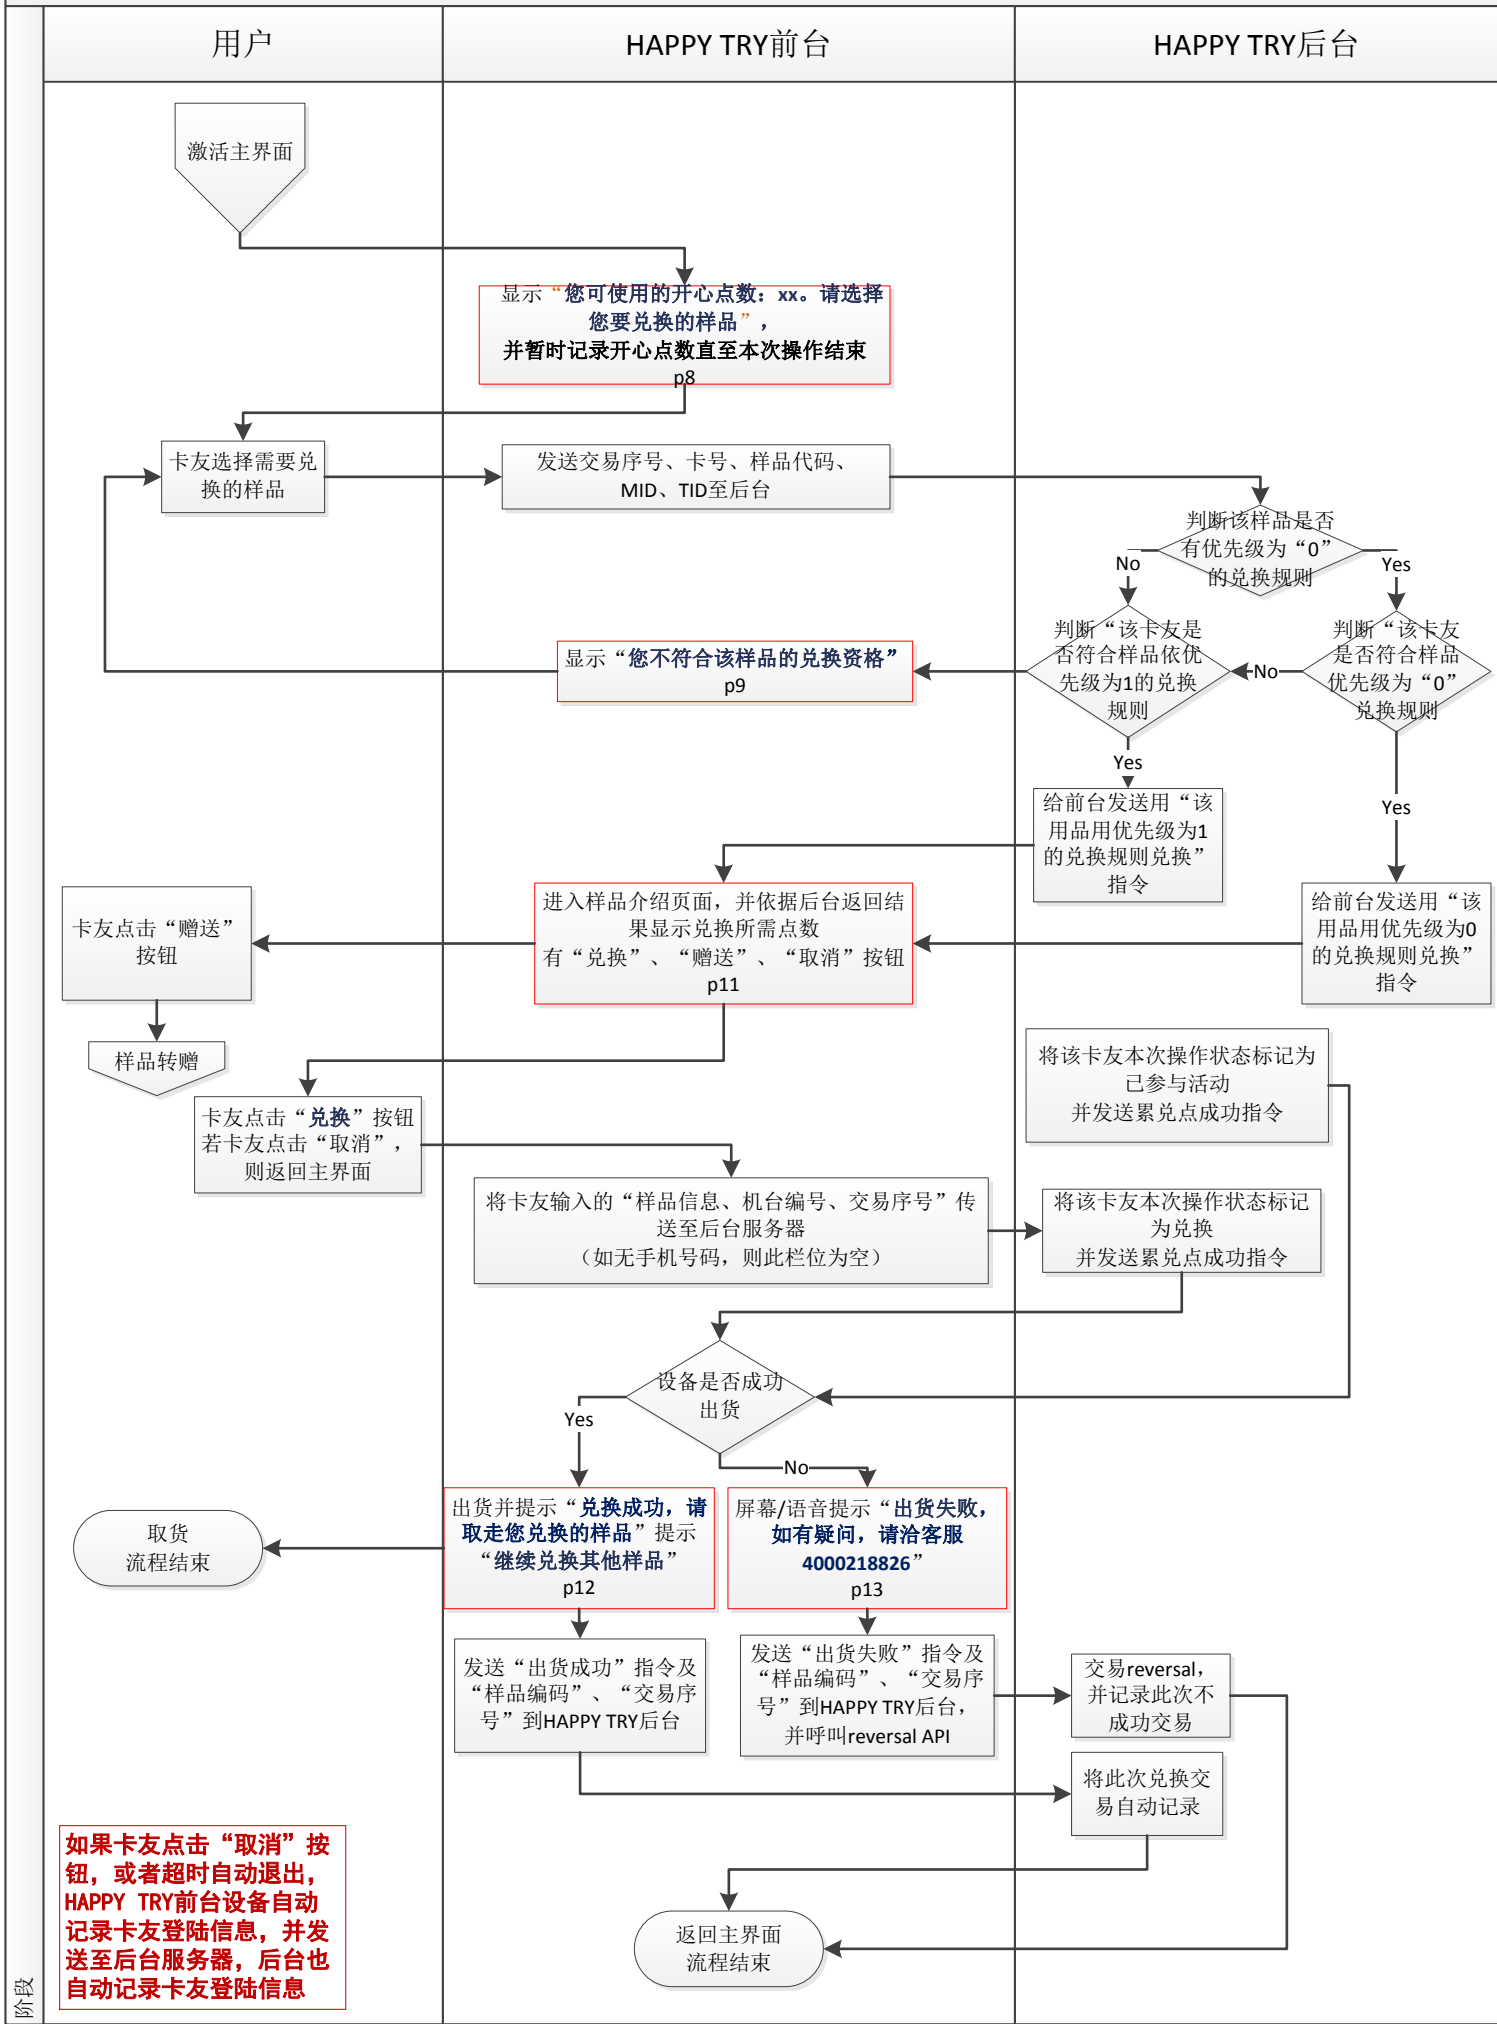 用户
HAPPY TRY前台
HAPPY TRY后台
激活主界面
显示“您可使用的开心点数：xx。请选择
您要兑换的样品”，
并暂时记录开心点数直至本次操作结束
p8
卡友选择需要兑
换的样品
发送交易序号、卡号、样品代码、
MID、TID至后台
判断该样品是否
有优先级为“0”
的兑换规则
No
Yes
判断“该卡友是
否符合样品依优
先级为1的兑换
规则
判断“该卡友
是否符合样品
优先级为“0”
兑换规则
No
显示“您不符合该样品的兑换资格”
p9
Yes
Yes
给前台发送用“该
用品用优先级为1
的兑换规则兑换”
指令
给前台发送用“该
用品用优先级为0
的兑换规则兑换”
指令
进入样品介绍页面，并依据后台返回结
果显示兑换所需点数
有“兑换”、“赠送”、“取消”按钮
p11
卡友点击“赠送”
按钮
样品转赠
将该卡友本次操作状态标记为
已参与活动
并发送累兑点成功指令
卡友点击“兑换”按钮
若卡友点击“取消”，
则返回主界面
将卡友输入的“样品信息、机台编号、交易序号”传
送至后台服务器
（如无手机号码，则此栏位为空）
将该卡友本次操作状态标记
为兑换
并发送累兑点成功指令
设备是否成功
出货
Yes
No
出货并提示“兑换成功，请
取走您兑换的样品”提示
“继续兑换其他样品”
p12
屏幕/语音提示“出货失败，
如有疑问，请洽客服
4000218826”
p13
取货
流程结束
发送“出货成功”指令及
“样品编码”、“交易序
号”到HAPPY TRY后台
发送“出货失败”指令及
“样品编码”、“交易序
号”到HAPPY TRY后台，
并呼叫reversal API
交易reversal，
并记录此次不
成功交易
将此次兑换交
易自动记录
如果卡友点击“取消”按
钮，或者超时自动退出，
HAPPY TRY前台设备自动
记录卡友登陆信息，并发
送至后台服务器，后台也
自动记录卡友登陆信息
返回主界面
流程结束
阶段